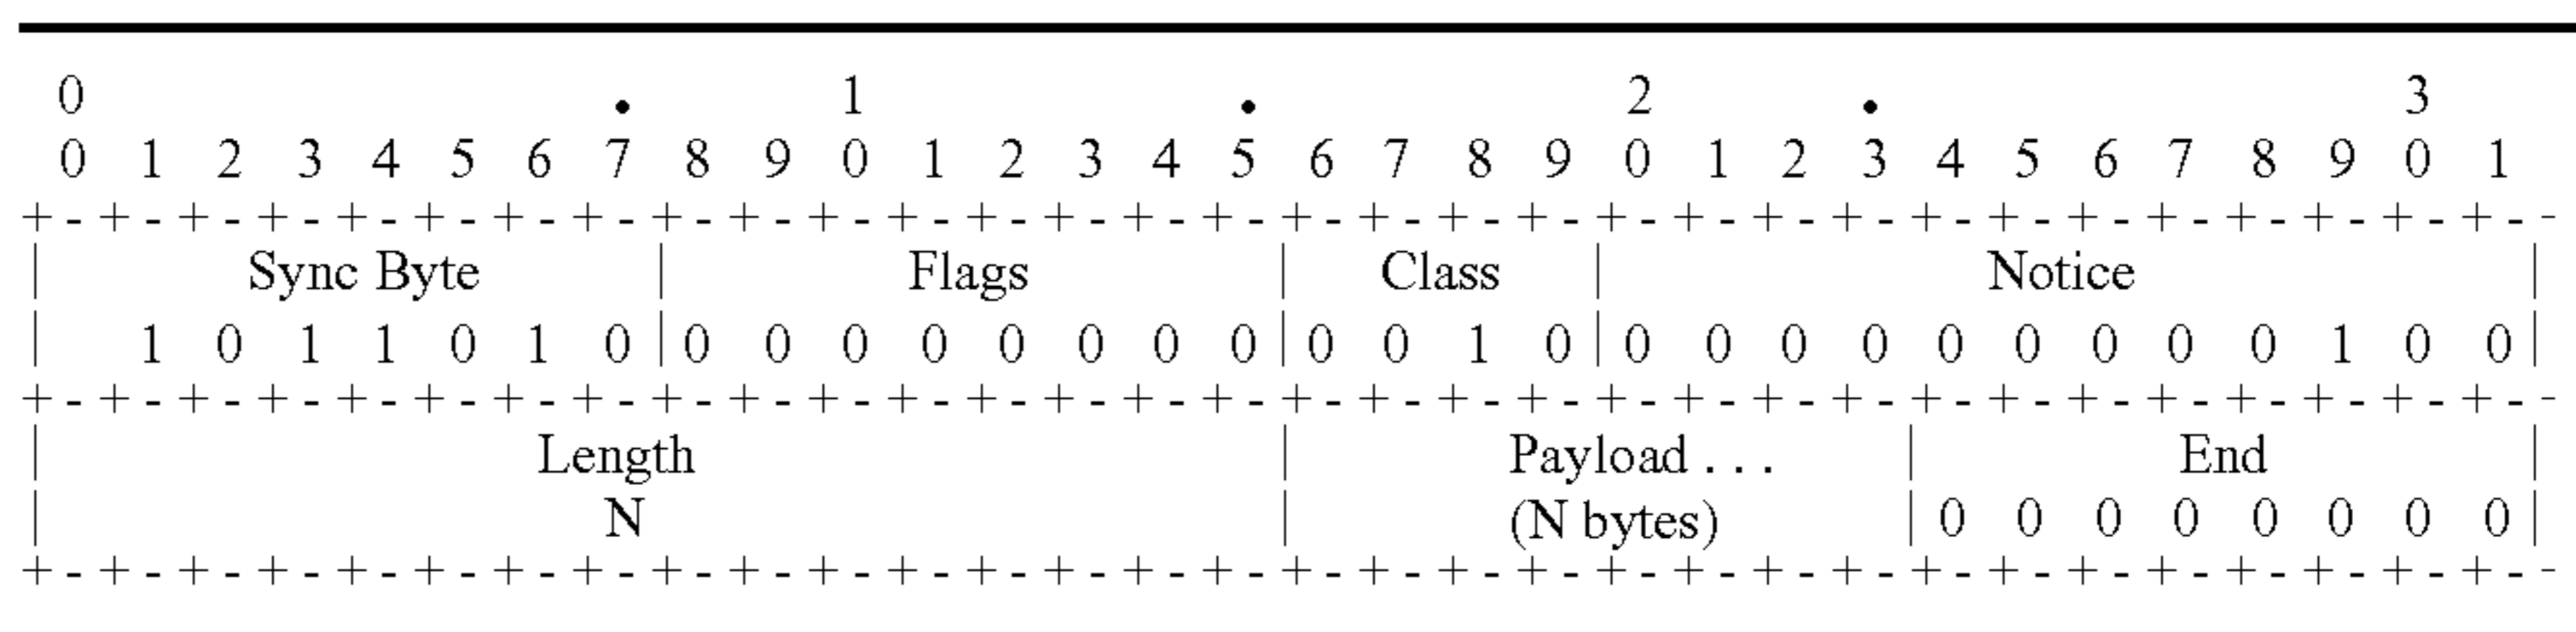 0 • 1 • 2 • 3
0 1 2 3 4 5 6 7 8 9 0 1 2 3 4 5 6 7 8 9 0 1 2 3 4 5 6 7 8 9 0 1
+-+-+-+-+-+-+-+-+-+-+-+-+-+-+-+-+-+-+-+-+-+-+-+-+-+-+-+-+-+-+-+--
| Sync Byte | Flags | Class | Notice |
| 1 0 1 1 0 1 0 | 0 0 0 0 0 0 0 0 | 0 0 1 0 | 0 0 0 0 0 0 0 0 0 1 0 0 |
+-+-+-+-+-+-+-+-+-+-+-+-+-+-+-+-+-+-+-+-+-+-+-+-+-+-+-+-+-+-+-+--
| Length | Payload . . . | End |
| N | (N bytes) | 0 0 0 0 0 0 0 0 |
+-+-+-+-+-+-+-+-+-+-+-+-+-+-+-+-+-+-+-+-+-+-+-+-+-+-+-+-+-+-+-+--